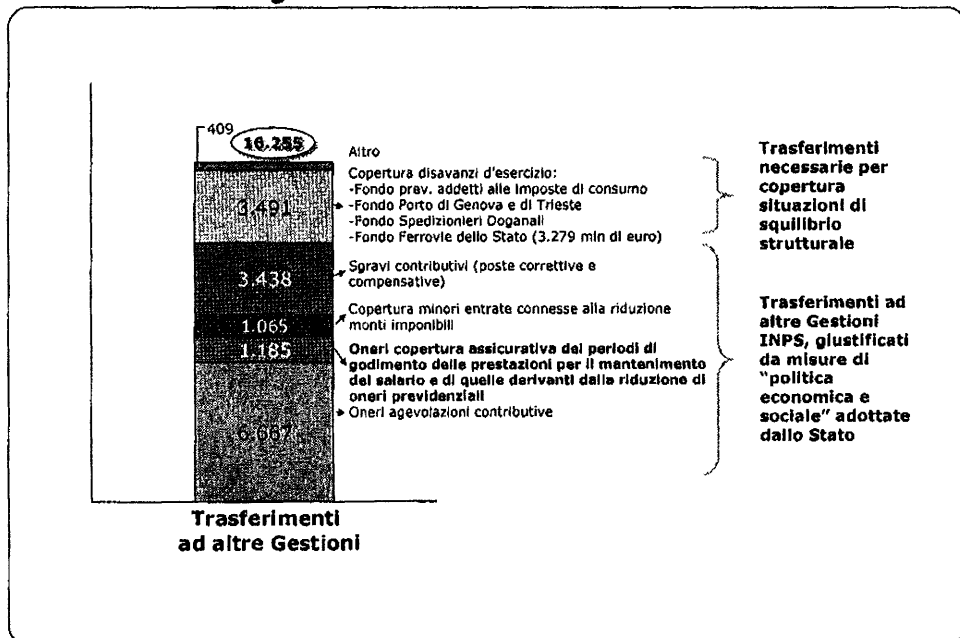 409
16.255
Altro
Copertura disavanzi d'esercizio:
-Fondo prev. addetti alle imposte di consumo
3.491
-Fondo Porto di Genova e di Trieste
-Fondo Spedizionieri Doganali
-Fondo Ferrovie dello Stato (3.279 mln di euro)
Trasferimenti
necessarie per
copertura
situazioni di
squilibrio
strutturale
3.438
Sgravi contributivi (poste correttive e
compensative)
1.065
Copertura minori entrate connesse alla riduzione
monti imponibili
1.185
Oneri copertura assicurativa dei periodi di
godimento delle prestazioni per il mantenimento
del salario e di quelle derivanti dalla riduzione di
oneri previdenziali
6.667
Oneri agevolazioni contributive
Trasferimenti ad
altre Gestioni
INPS, giustificati
da misure di
"politica
economica e
sociale" adottate
dallo Stato
Trasferimenti
ad altre Gestioni